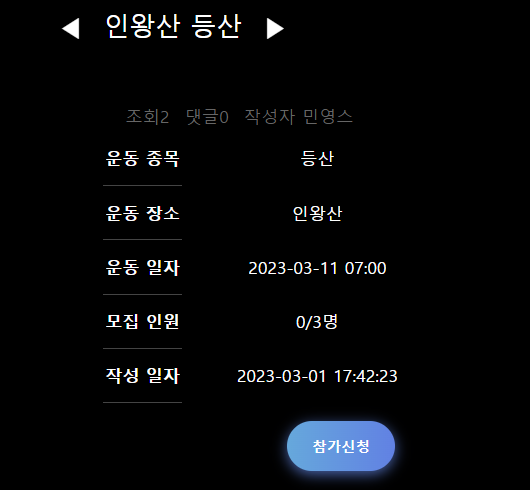 ◀ 인왕산 등산 ▶
조회2 댓글0 작성자 민영스
운동 종목 등산
운동 장소 인왕산
운동 일자 2023-03-11 07:00
모집 인원 0/3명
작성 일자 2023-03-01 17:42:23
참가신청